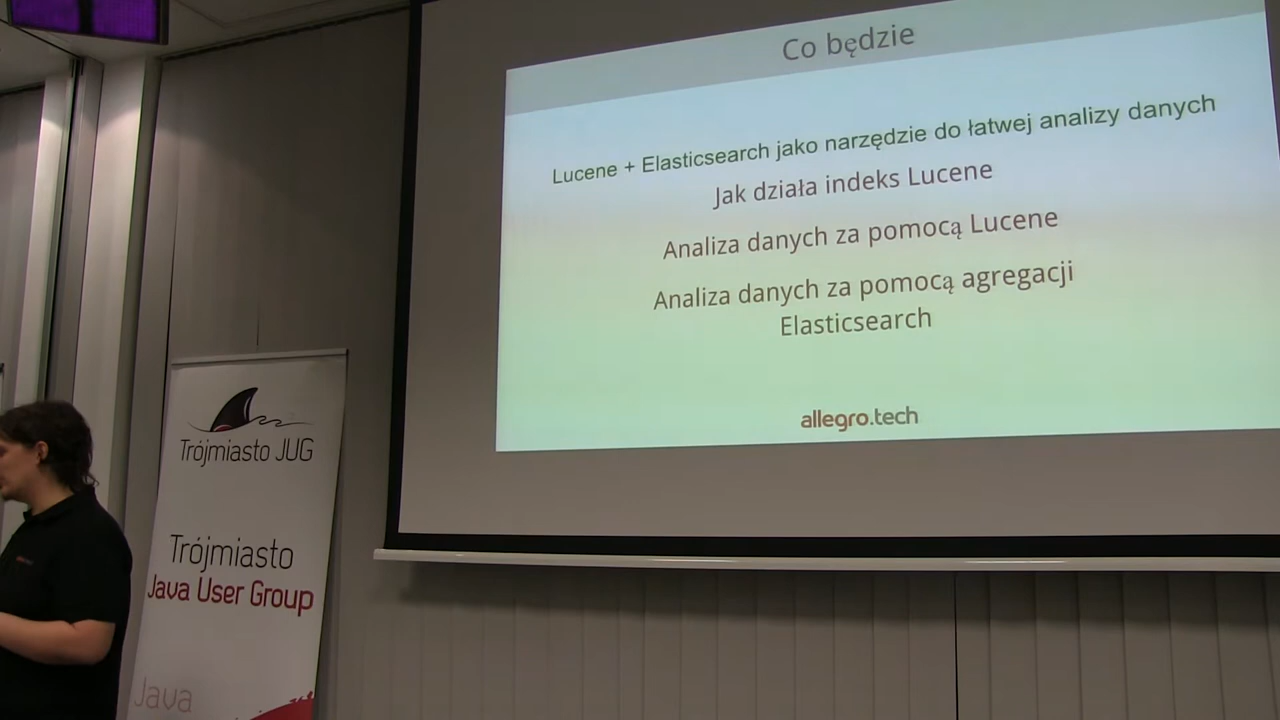 Co będzie
Lucene + Elasticsearch jako narzędzie do łatwej analizy danych
Jak działa indeks Lucene
Analiza danych za pomocą Lucene
Analiza danych za pomocą agregacji
Elasticsearch
allegro.tech
Trójmiasto JUG
Trójmiasto
Java User Group
Java